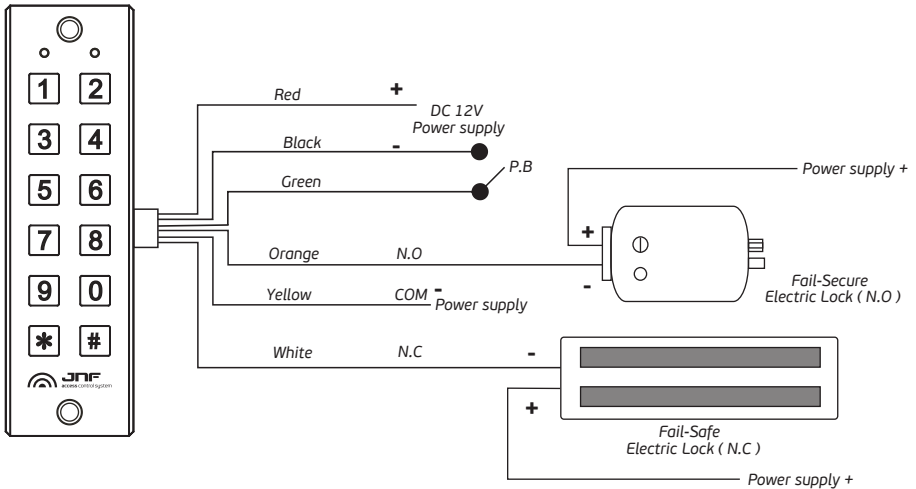 1 2
3 4
5 6
7 8
9 0
* #
JNF
access control system
Red +
DC 12V
Power supply
Black -
P.B
Green
Orange N.O
Yellow COM -
Power supply
White N.C
Power supply +
+
-
Fail-Secure
Electric Lock ( N.O )
-
+
Fail-Safe
Electric Lock ( N.C )
Power supply +